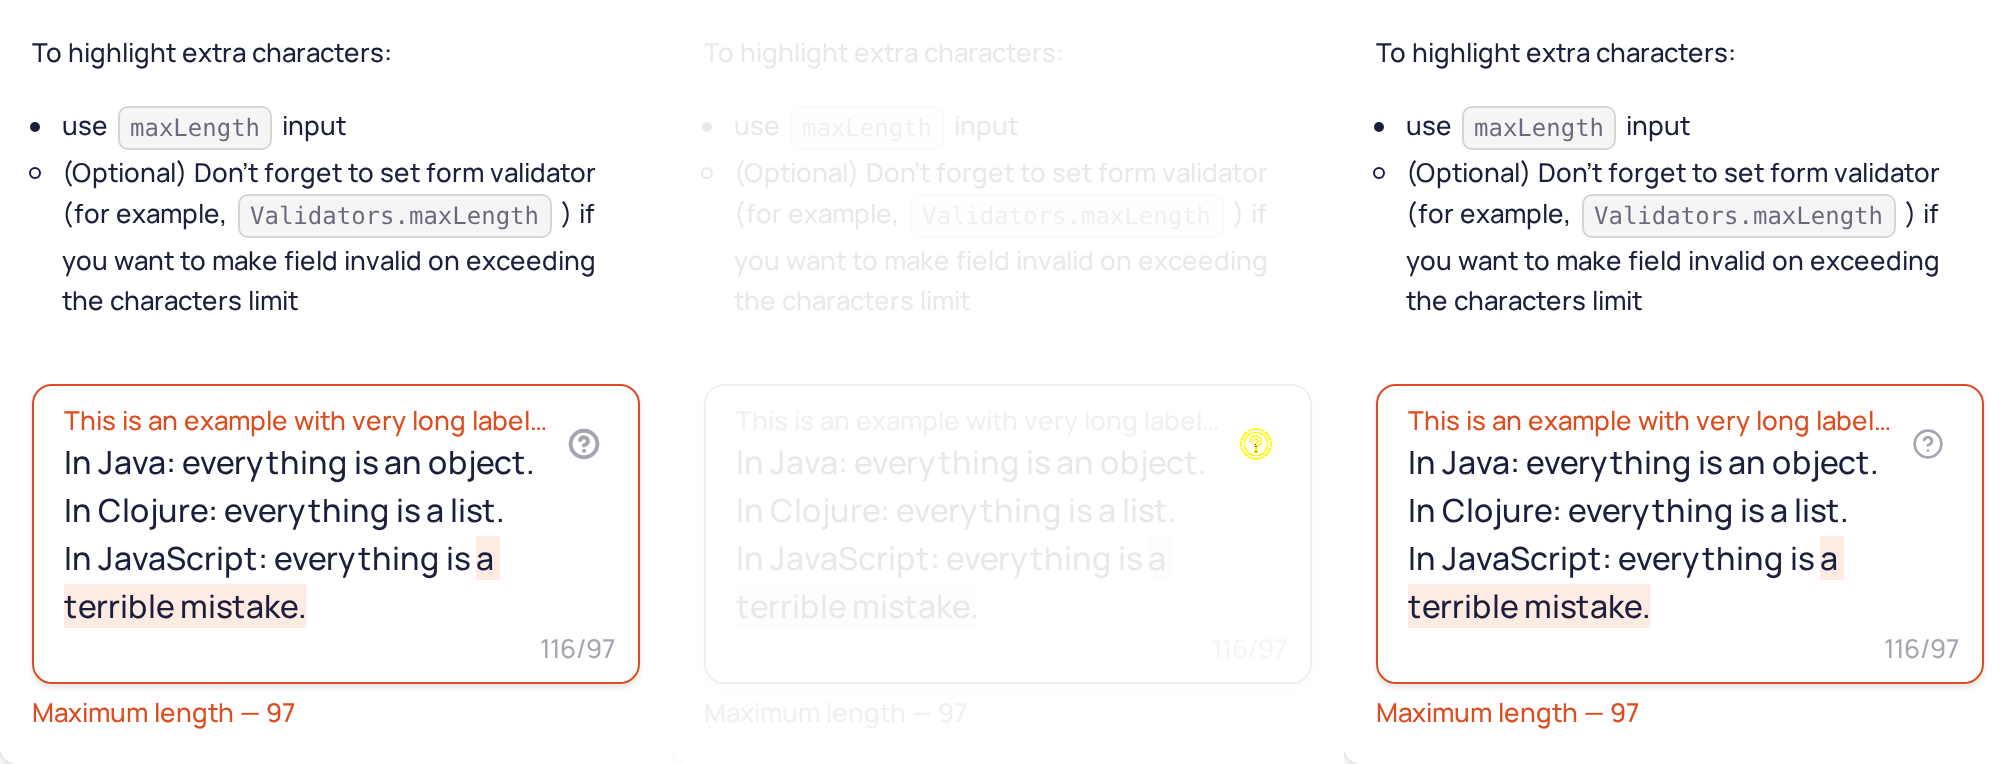 To highlight extra characters:
use maxLength input
(Optional) Don't forget to set form validator
(for example, Validators.maxLength ) if
you want to make field invalid on exceeding
the characters limit
This is an example with very long label...
In Java: everything is an object.
In Clojure: everything is a list.
In JavaScript: everything is a
terrible mistake.
116/97
Maximum length — 97
To highlight extra characters:
use maxLength input
(Optional) Don't forget to set form validator
(for example, Validators.maxLength ) if
you want to make field invalid on exceeding
the characters limit
This is an example with very long label...
In Java: everything is an object.
In Clojure: everything is a list.
In JavaScript: everything is a
terrible mistake.
116/97
Maximum length — 97
To highlight extra characters:
use maxLength input
(Optional) Don't forget to set form validator
(for example, Validators.maxLength ) if
you want to make field invalid on exceeding
the characters limit
This is an example with very long label...
In Java: everything is an object.
In Clojure: everything is a list.
In JavaScript: everything is a
terrible mistake.
116/97
Maximum length — 97